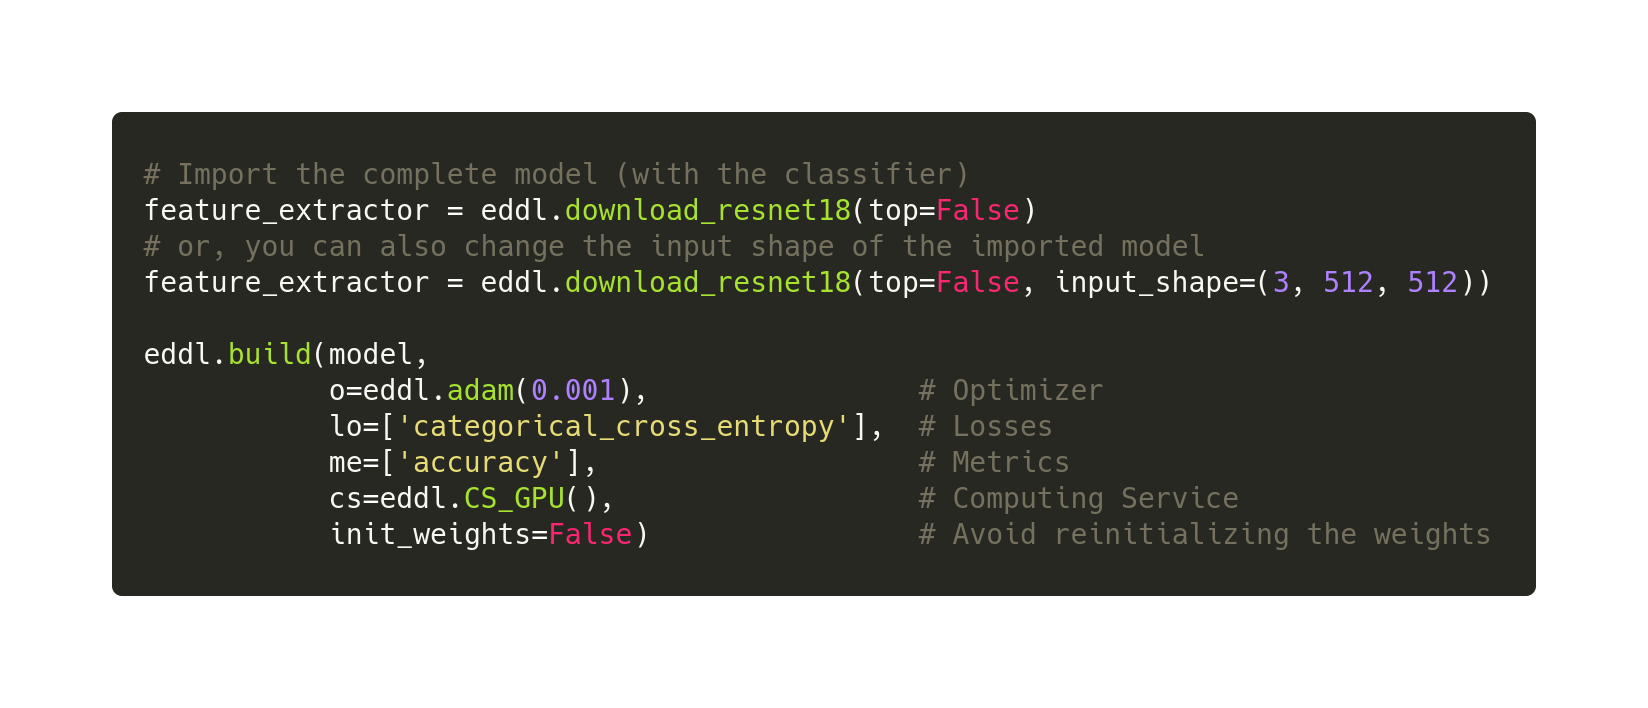 # Import the complete model (with the classifier)
feature_extractor = eddl.download_resnet18(top=False)
# or, you can also change the input shape of the imported model
feature_extractor = eddl.download_resnet18(top=False, input_shape=(3, 512, 512))

eddl.build(model,
           o=eddl.adam(0.001),                # Optimizer
           lo=['categorical_cross_entropy'],  # Losses
           me=['accuracy'],                   # Metrics
           cs=eddl.CS_GPU(),                  # Computing Service
           init_weights=False)                # Avoid reinitializing the weights